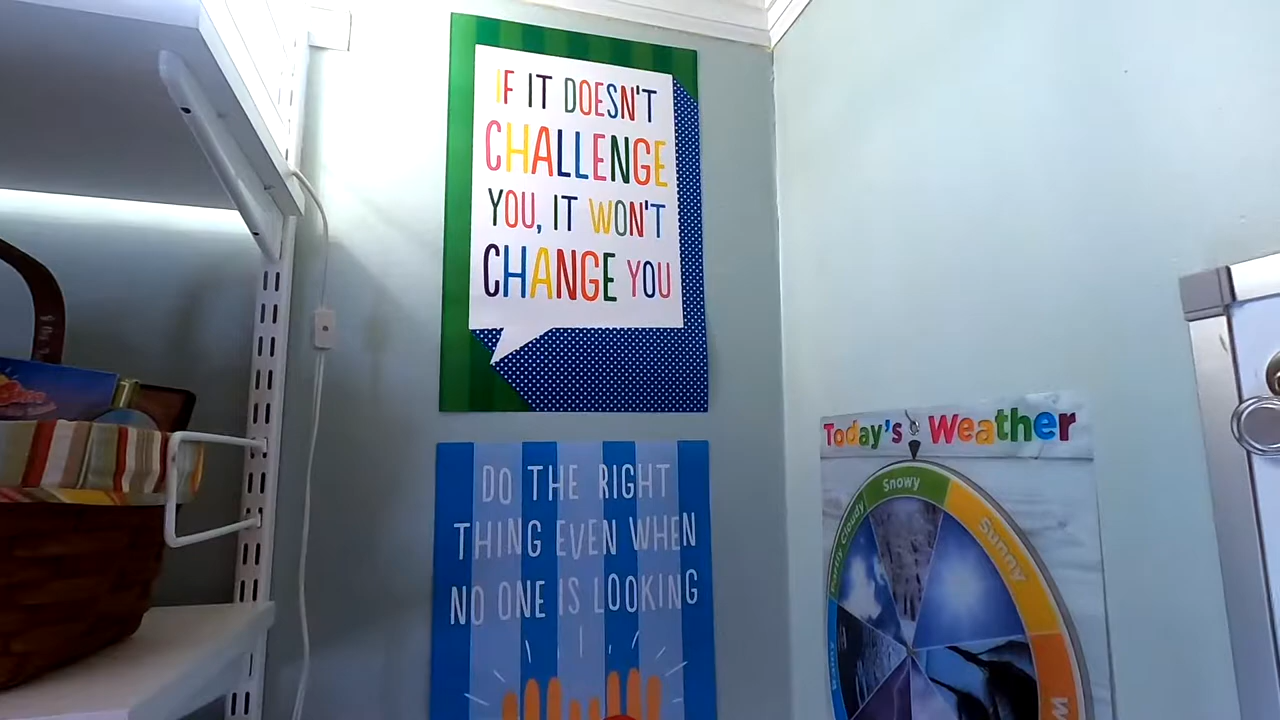 IF IT DOESN'T
CHALLENGE
YOU, IT WON'T
CHANGE YOU
DO THE RIGHT
THING EVEN WHEN
NO ONE IS LOOKING
Today's Weather
Snowy
Sunny
Partly Cloudy
Rainy